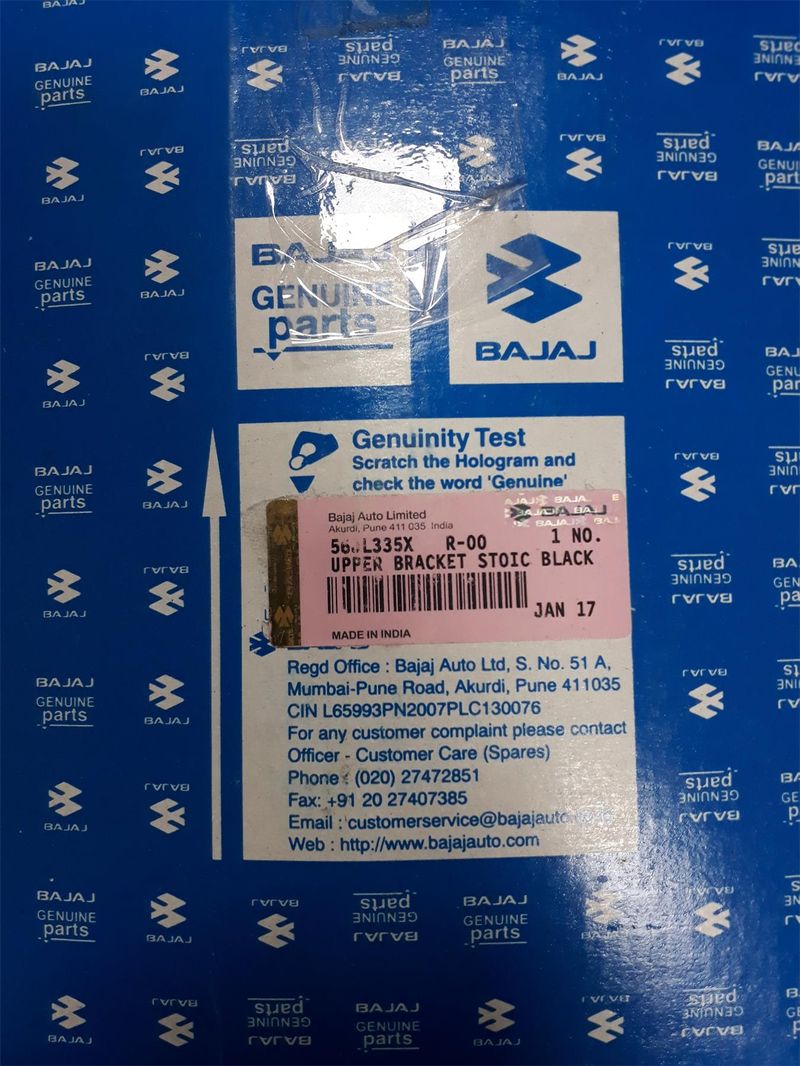 BAJAJ
GENUINE
parts
BAJAJ
Genuinity Test
Scratch the Hologram and
check the word 'Genuine'
Bajaj Auto Limited
Akurdi, Pune 411 035 India
R-00 1 NO.
UPPER BRACKET STOIC BLACK
JAN 17
MADE IN INDIA
Regd Office : Bajaj Auto Ltd, S. No. 51 A,
Mumbai-Pune Road, Akurdi, Pune 411035
CIN L65993PN2007PLC130076
For any customer complaint please contact
Officer - Customer Care (Spares)
Phone : (020) 27472851
Fax: +91 20 27407385
Email :
Web : http://www.bajajauto.com